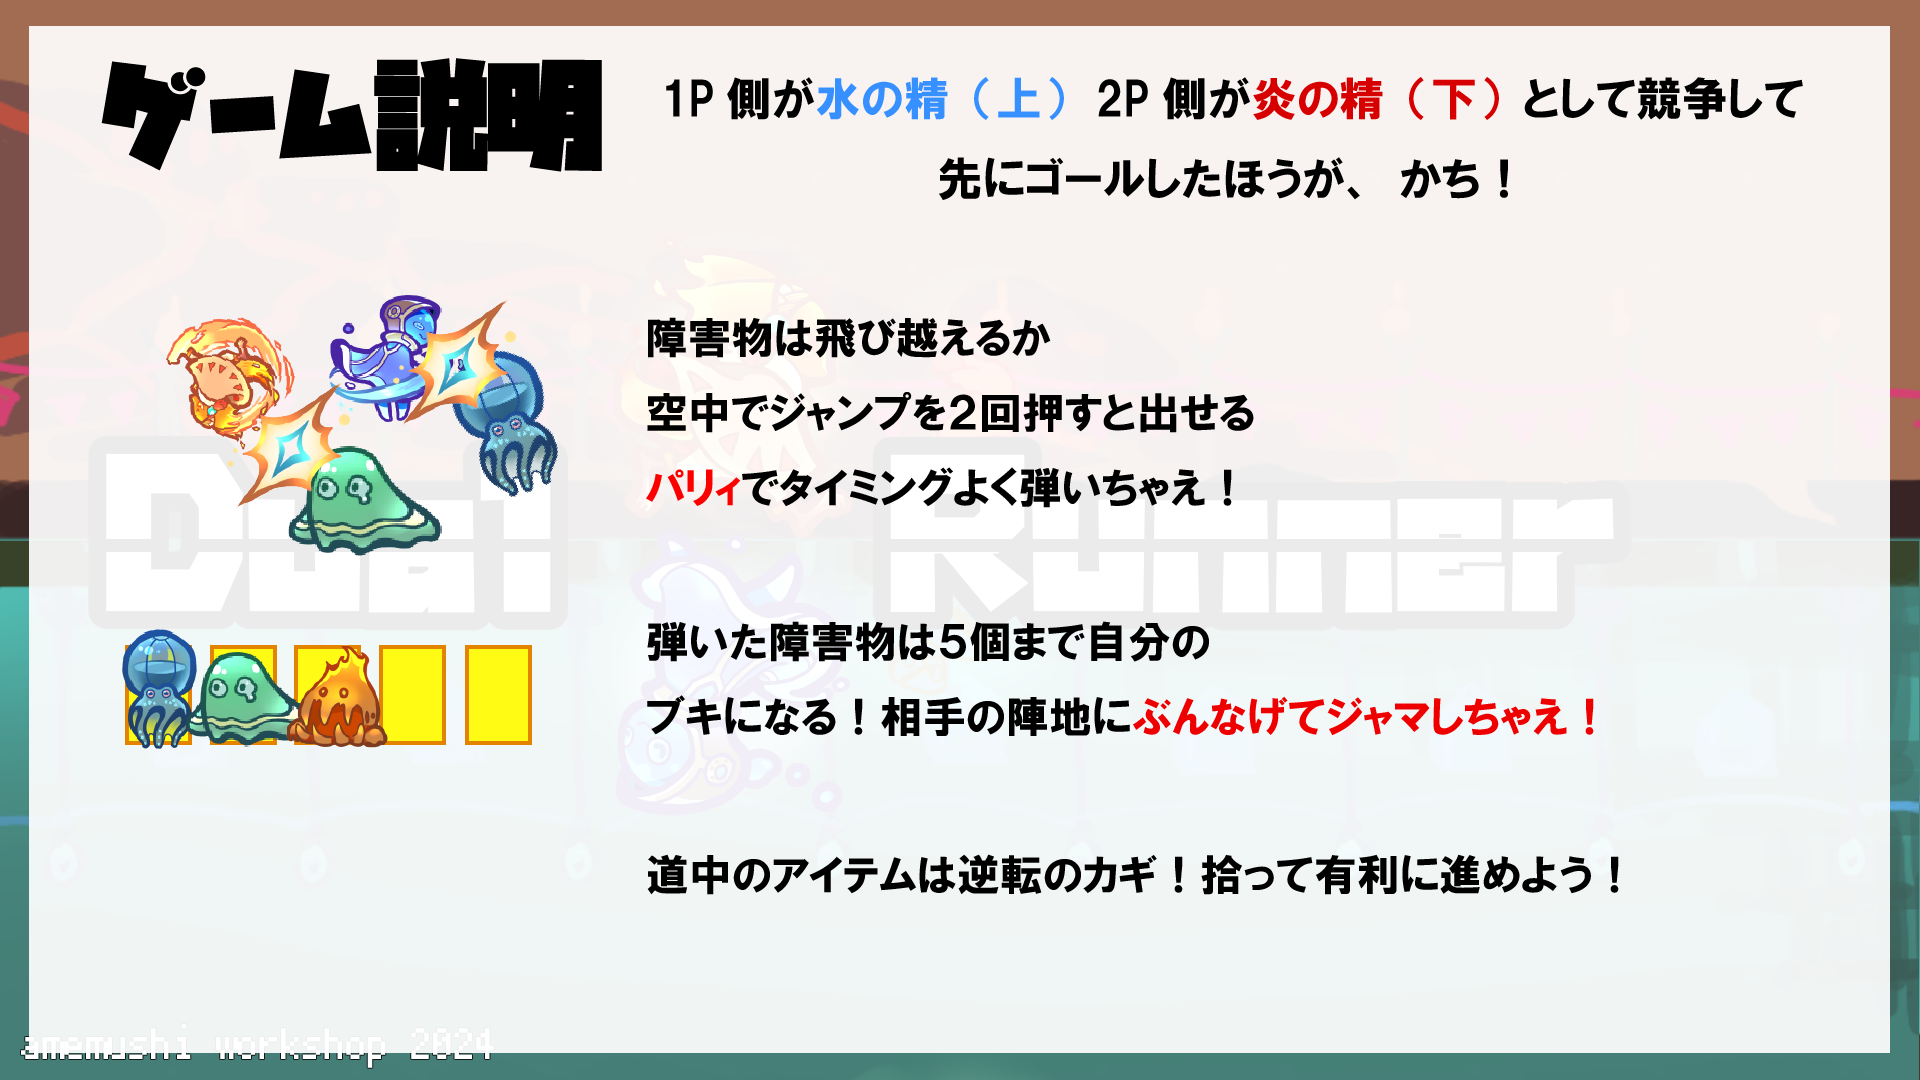 ゲーム説明
1P 側が水の精（上） 2P 側が炎の精（下）として競争して
先にゴールしたほうが、 かち！
障害物は飛び越えるか
空中でジャンプを2回押すと出せる
パリィでタイミングよく弾いちゃえ！
Dual Runner
弾いた障害物は5個まで自分の
ブキになる！相手の陣地にぶんなげてジャマしちゃえ！
道中のアイテムは逆転のカギ！拾って有利に進めよう！
amemushi workshop 2024